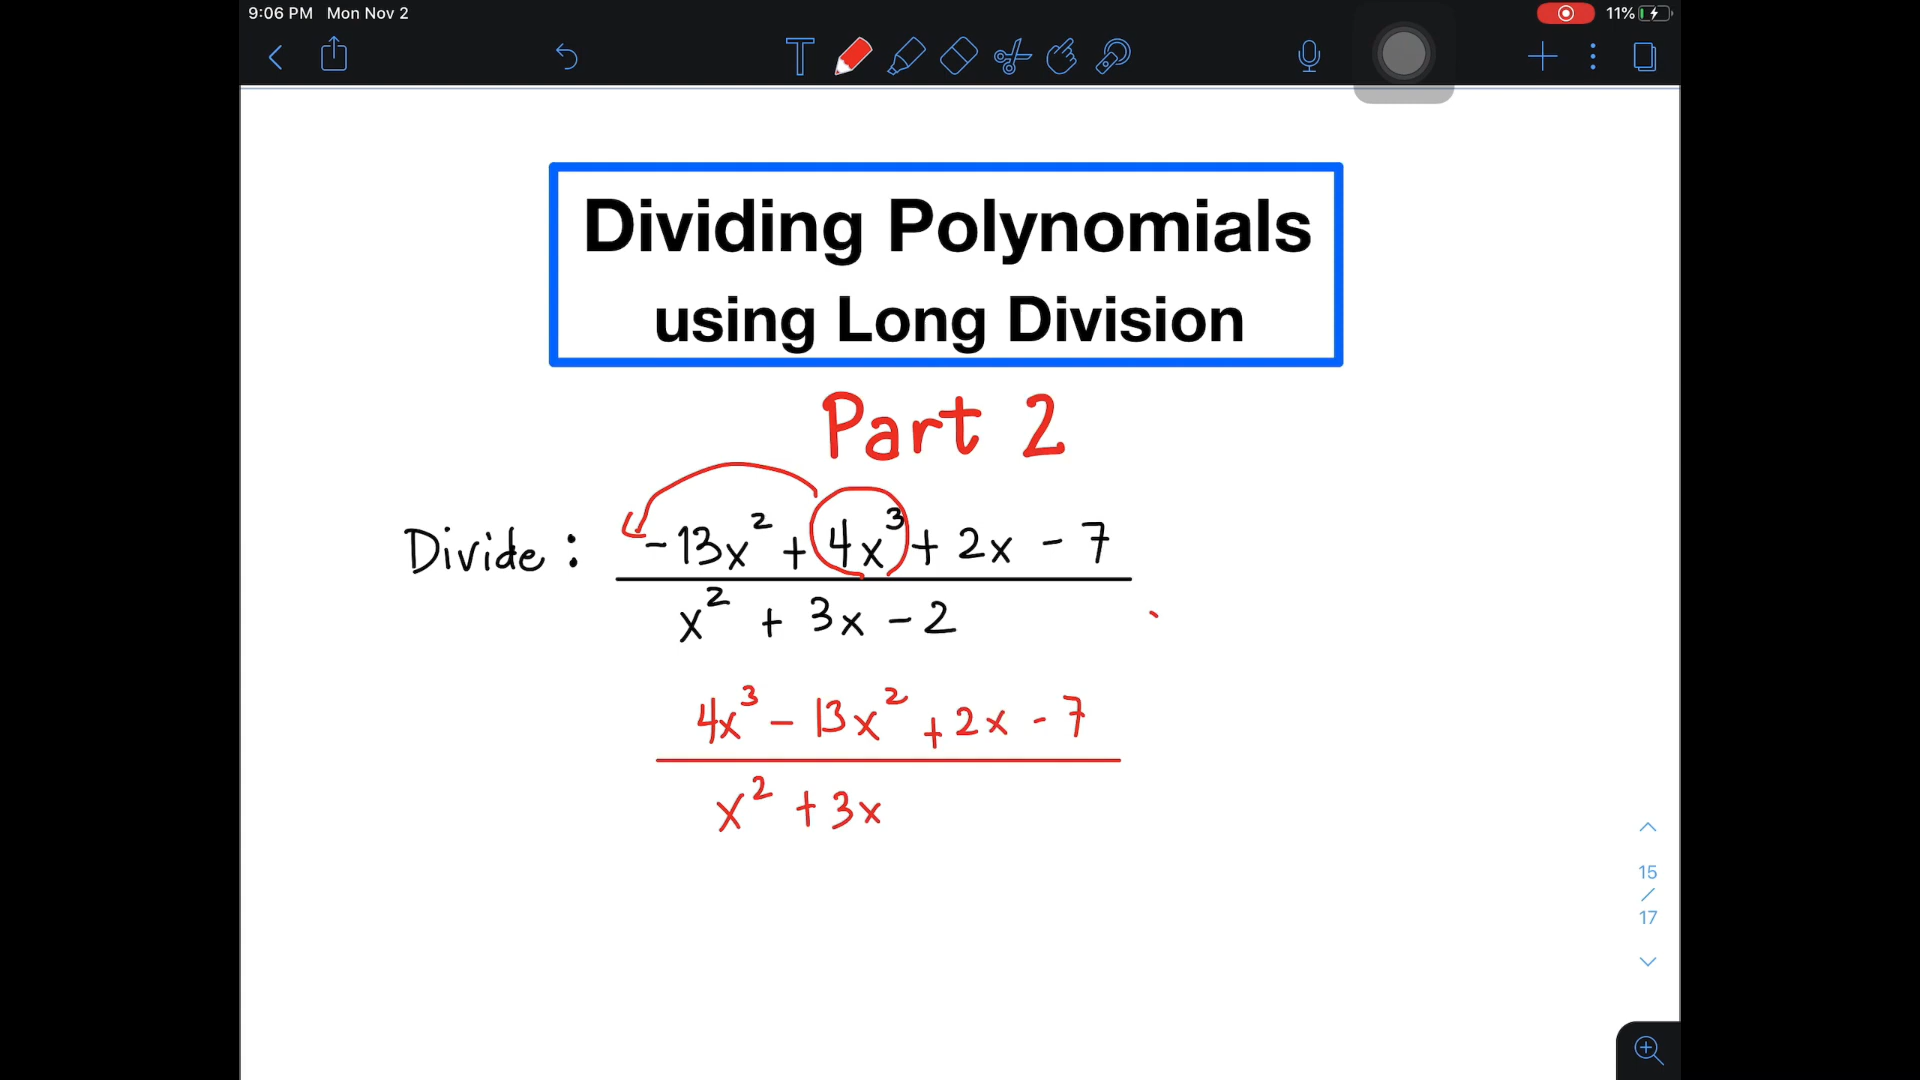 9:06 PM Mon Nov 2
11%
T
Dividing Polynomials
using Long Division
Part 2
Divide : -13x² + 4x³ + 2x - 7
x² + 3x - 2
4x³ - 13x² + 2x - 7
x² + 3x
15
/
17